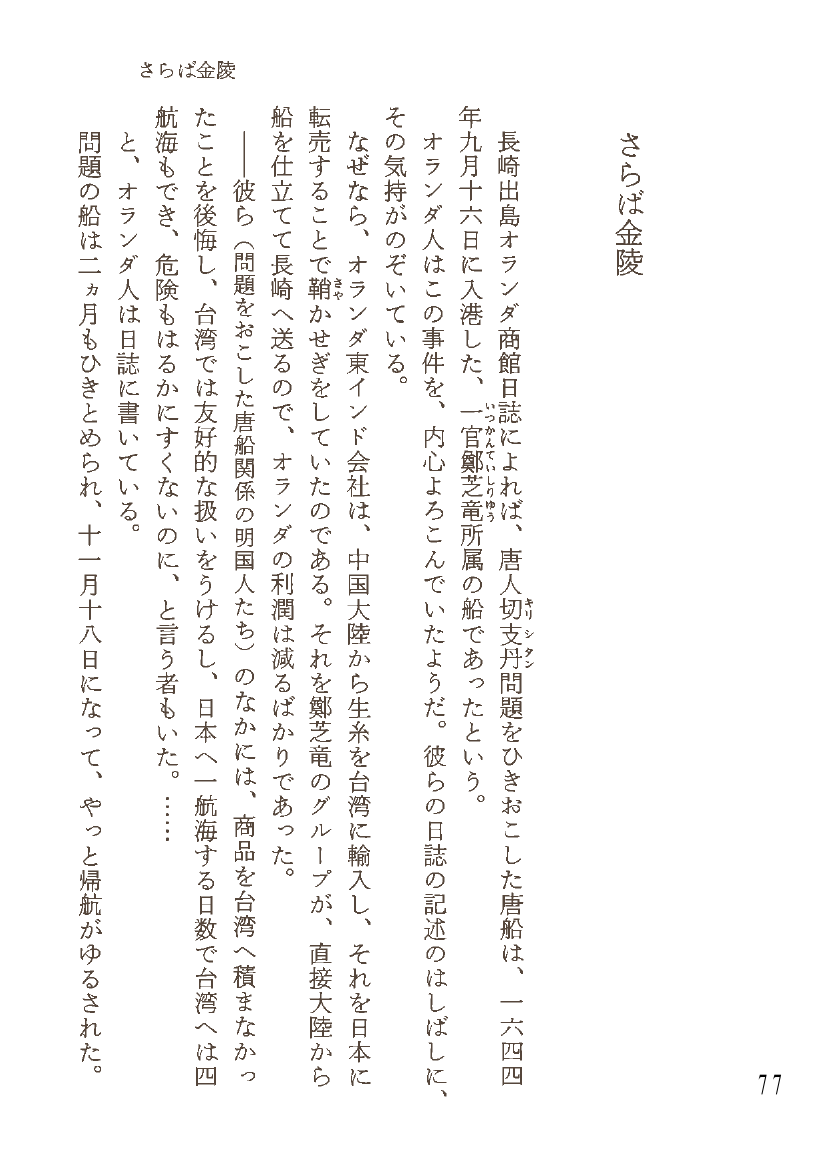 さらば金陵
さらば金陵
長崎出島オランダ商館日誌によれば、唐人切支丹問題をひきおこした唐船は、一六四四
年九月十六日に入港した、一官鄭芝竜所属の船であったという。
オランダ人はこの事件を、内心よろこんでいたようだ。彼らの日誌の記述のはしばしに、
その気持がのぞいている。
なぜなら、オランダ東インド会社は、中国大陸から生糸を台湾に輸入し、それを日本に
転売することで鞘かせぎをしていたのである。それを鄭芝竜のグループが、直接大陸から
船を仕立てて長崎へ送るので、オランダの利潤は減るばかりであった。
――彼ら（問題をおこした唐船関係の明国人たち）のなかには、商品を台湾へ積まなかっ
たことを後悔し、台湾では友好的な扱いをうけるし、日本へ一航海する日数で台湾へは四
航海もでき、危険もはるかにすくないのに、と言う者もいた。……
と、オランダ人は日誌に書いている。
問題の船は二ヵ月もひきとめられ、十一月十八日になって、やっと帰航がゆるされた。
キリシタン
いっかんていしりゅう
さや
77